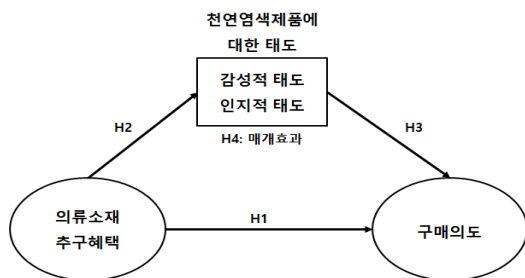 천연염색제품에
대한 태도
감성적 태도
인지적 태도
H4: 매개효과
H2
H3
H1
의류소재
추구혜택
구매의도